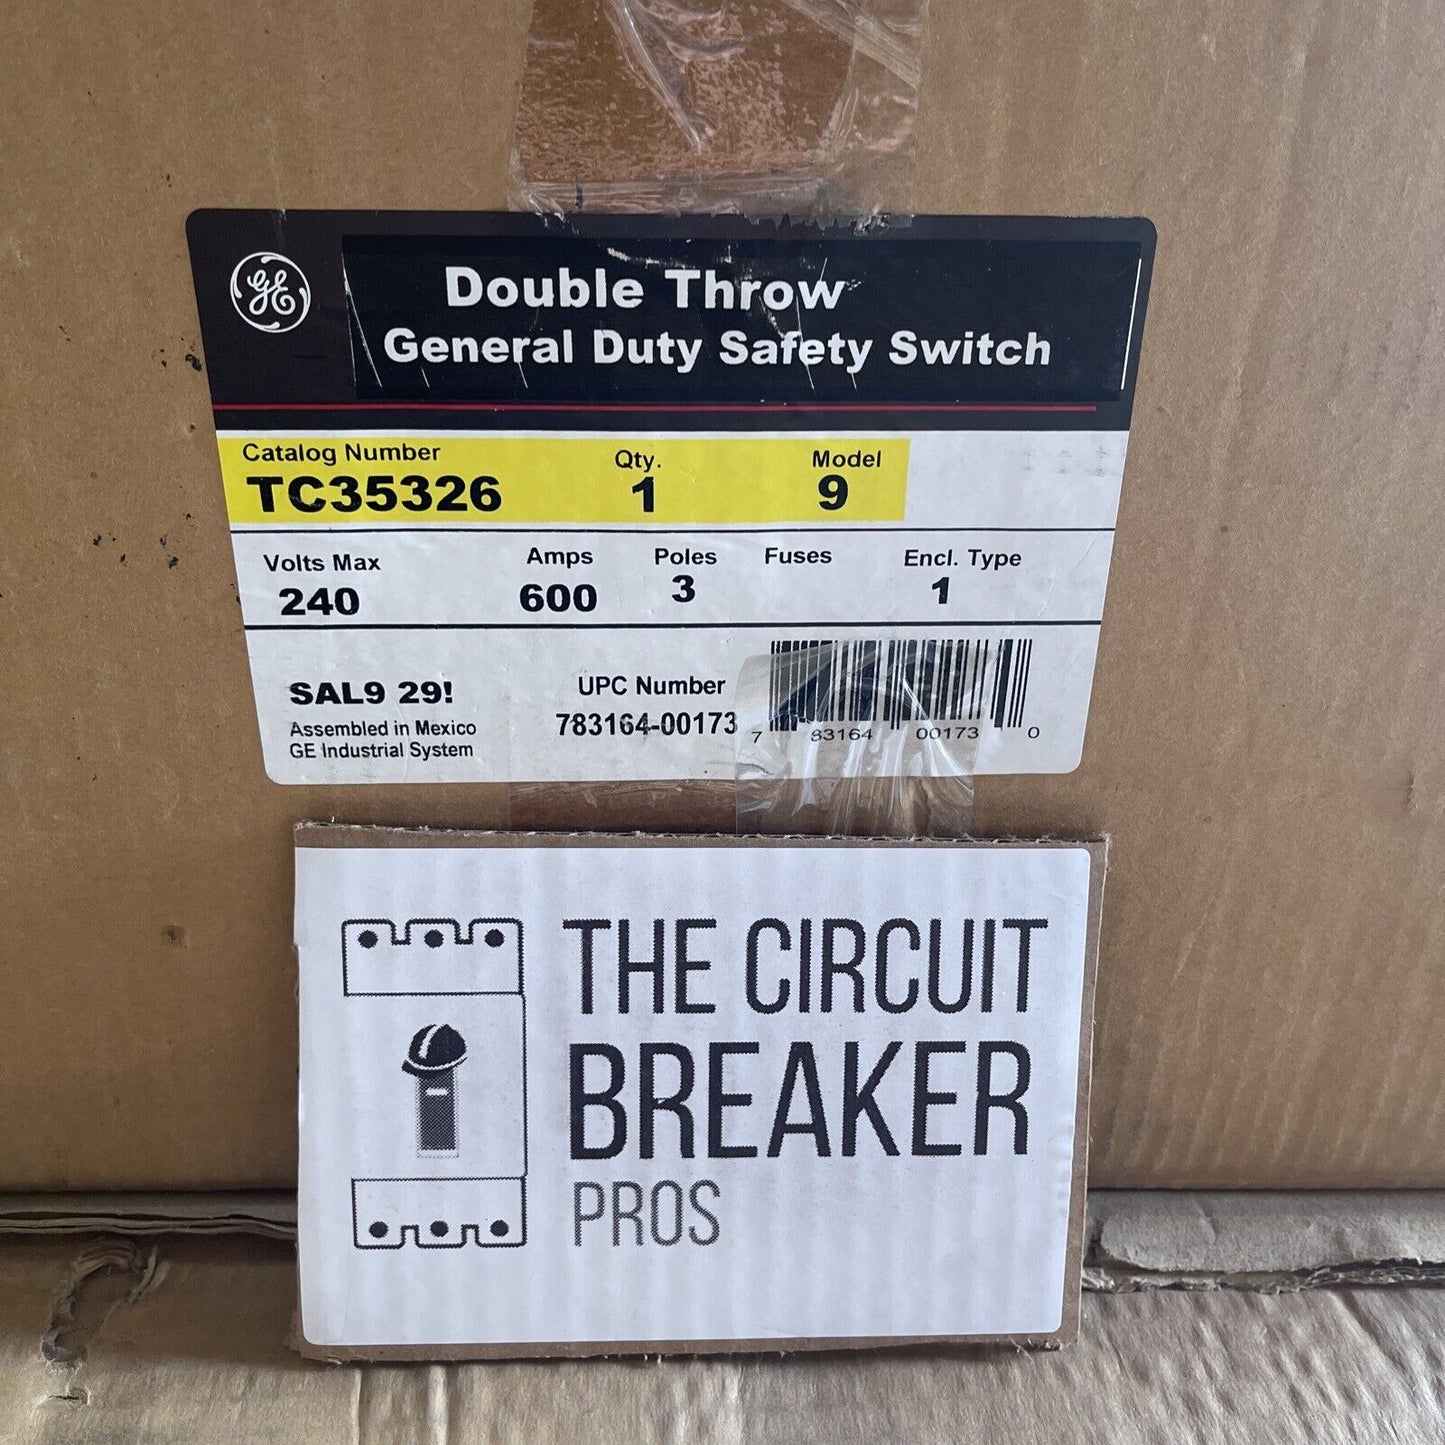 GE
Double Throw
General Duty Safety Switch
Catalog Number Qty. Model
TC35326 1 9
Volts Max Amps Poles Fuses Encl. Type
240 600 3 1
SAL9 29!
Assembled in Mexico
GE Industrial System
UPC Number
783164-00173
7 83164 00173 0
THE CIRCUIT
BREAKER
PROS